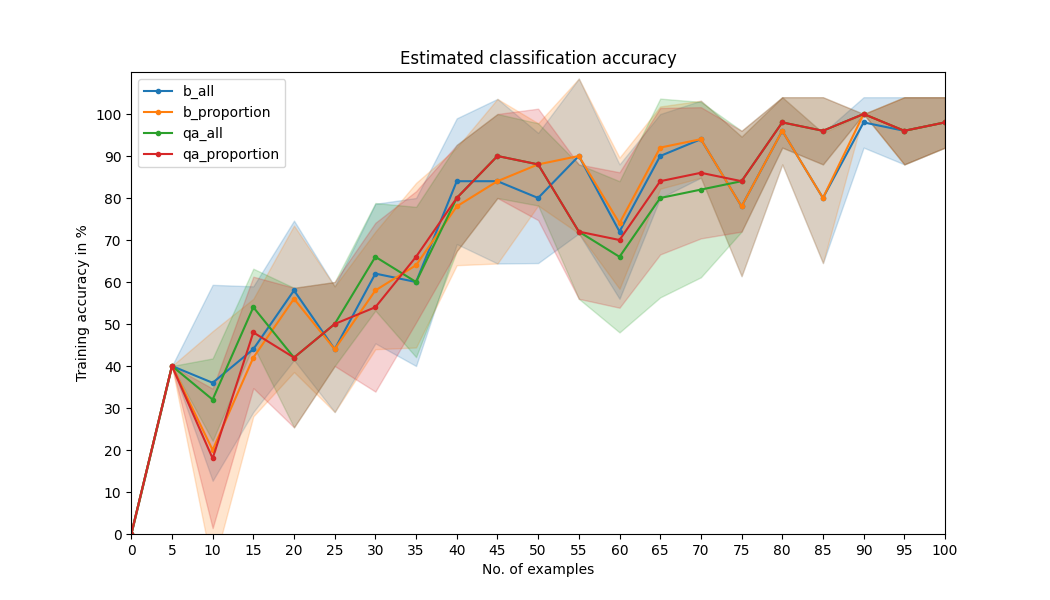 Estimated classification accuracy
b_all
b_proportion
qa_all
qa_proportion
Training accuracy in %
100
90
80
70
60
50
40
30
20
10
0
0 5 10 15 20 25 30 35 40 45 50 55 60 65 70 75 80 85 90 95 100
No. of examples